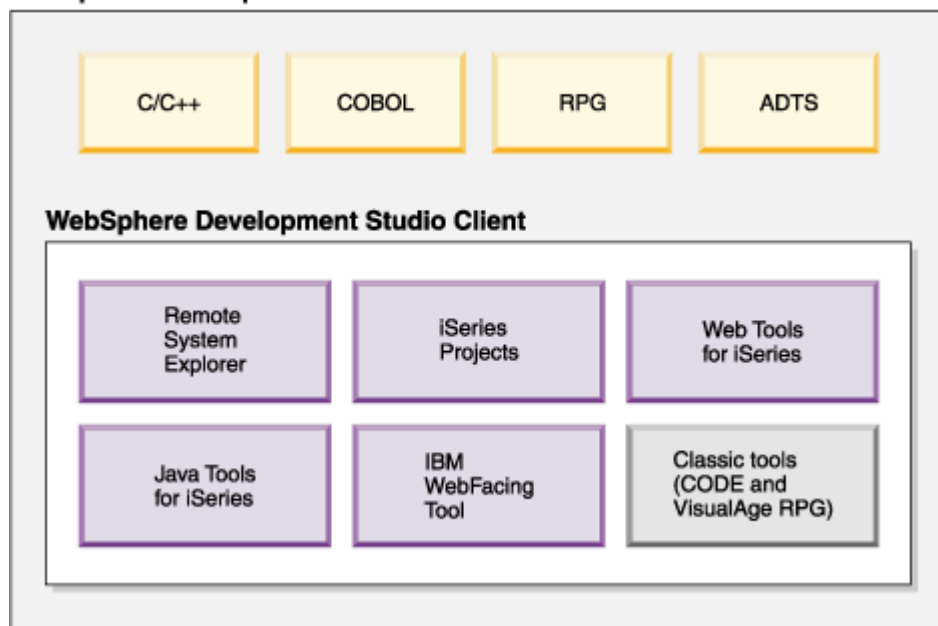 C/C++
COBOL
RPG
ADTS
WebSphere Development Studio Client
Remote
System
Explorer
iSeries
Projects
Web Tools
for iSeries
Java Tools
for iSeries
IBM
WebFacing
Tool
Classic tools
(CODE and
VisualAge RPG)